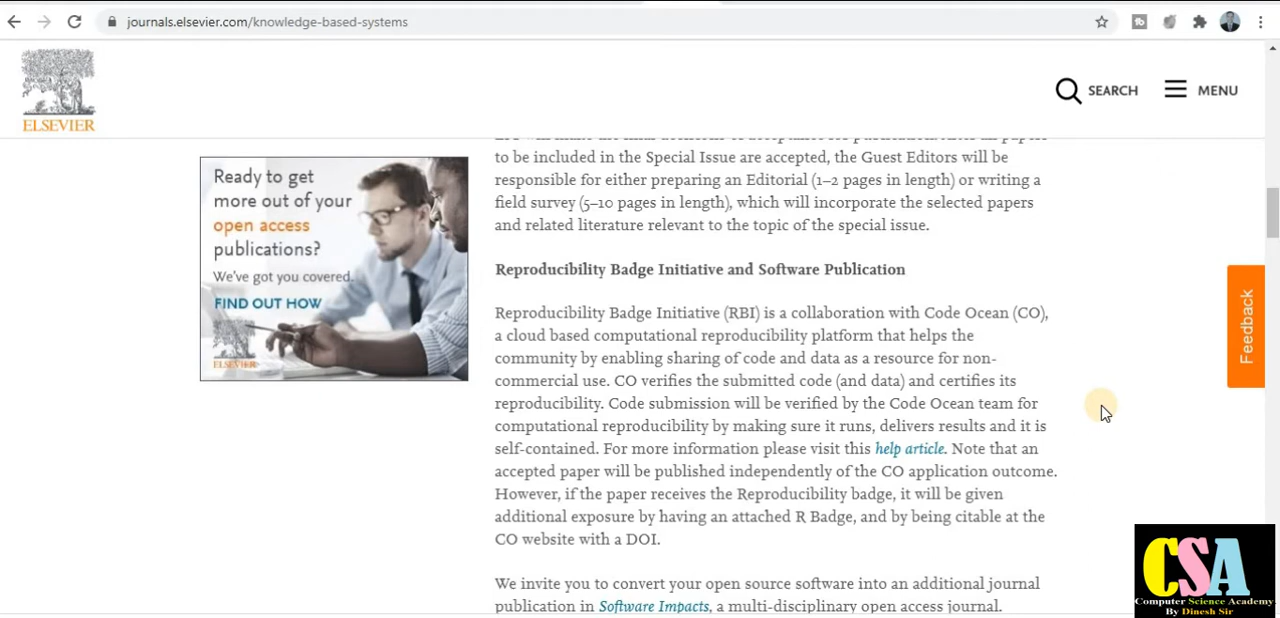 journals.elsevier.com/knowledge-based-systems
ELSEVIER
SEARCH
MENU
Ready to get
more out of your
open access
publications?
We've got you covered.
FIND OUT HOW
ELSEVIER
to be included in the Special Issue are accepted, the Guest Editors will be
responsible for either preparing an Editorial (1–2 pages in length) or writing a
field survey (5–10 pages in length), which will incorporate the selected papers
and related literature relevant to the topic of the special issue.
Reproducibility Badge Initiative and Software Publication
Reproducibility Badge Initiative (RBI) is a collaboration with Code Ocean (CO),
a cloud based computational reproducibility platform that helps the
community by enabling sharing of code and data as a resource for non-
commercial use. CO verifies the submitted code (and data) and certifies its
reproducibility. Code submission will be verified by the Code Ocean team for
computational reproducibility by making sure it runs, delivers results and it is
self-contained. For more information please visit this help article. Note that an
accepted paper will be published independently of the CO application outcome.
However, if the paper receives the Reproducibility badge, it will be given
additional exposure by having an attached R Badge, and by being citable at the
CO website with a DOI.
We invite you to convert your open source software into an additional journal
publication in Software Impacts, a multi-disciplinary open access journal.
Feedback
CSA
Computer Science Academy
By Dinesh Sir